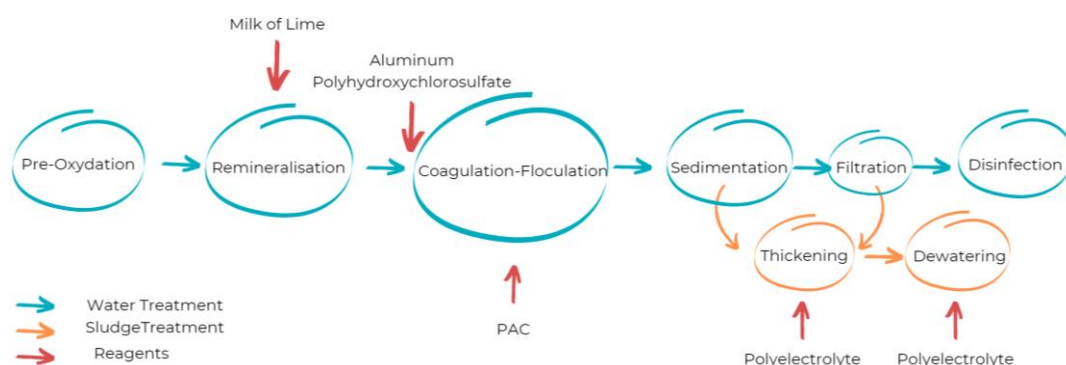 Milk of Lime
Aluminum
Polyhydroxychlorosulfate
Pre-Oxydation
Remineralisation
Coagulation-Floculation
Sedimentation
Filtration
Disinfection
Thickening
Dewatering
Water Treatment
SludgeTreatment
Reagents
PAC
Polyelectrolyte
Polyelectrolyte